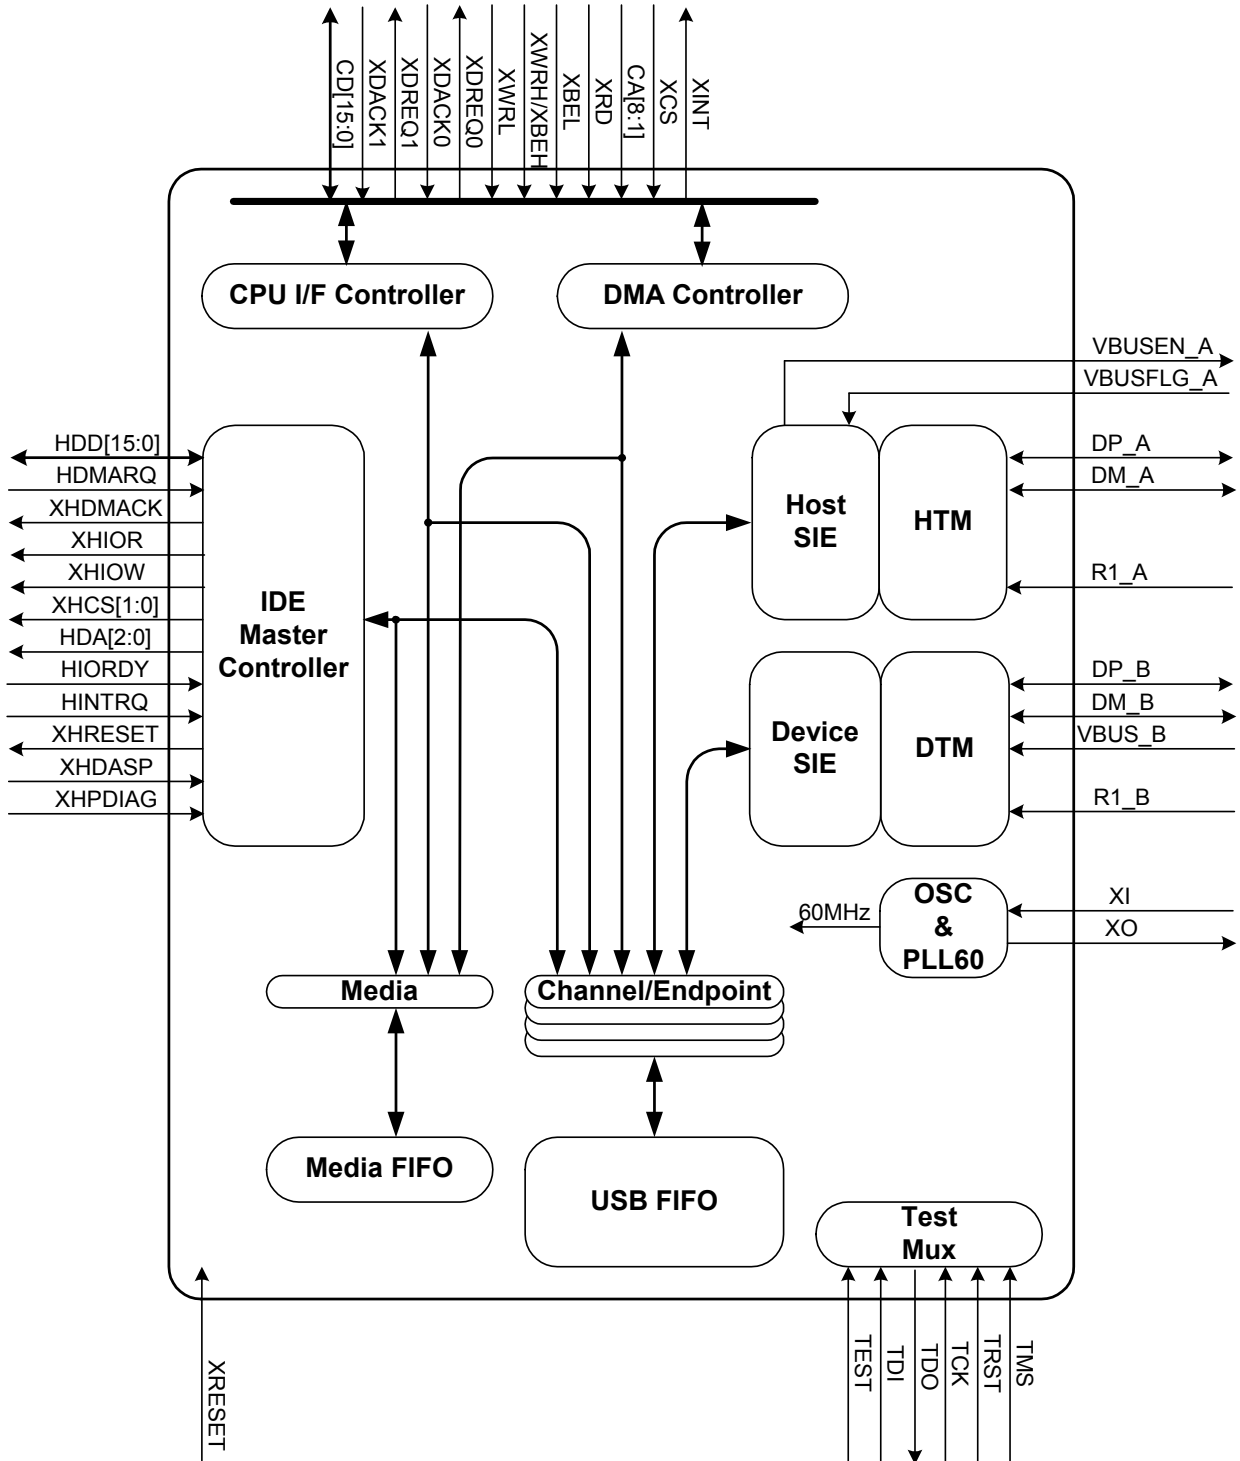 CD[15:0]
XDACK1
XDREQ1
XDACK0
XDREQ0
XWRL
XWRH/XBEH
XBEL
XRD
CA[8:1]
XCS
XINT
CPU I/F Controller
DMA Controller
VBUSEN_A
VBUSFLG_A
HDD[15:0]
HDMARQ
XHDMACK
XHIOR
XHIOW
XHCS[1:0]
HDA[2:0]
HIORDY
HINTRQ
XHRESET
XHDASP
XHPDIAG
IDE
Master
Controller
Host
SIE
HTM
DP_A
DM_A
R1_A
Device
SIE
DTM
DP_B
DM_B
VBUS_B
R1_B
60MHz
OSC
&
PLL60
XI
XO
Media
Channel/Endpoint
Media FIFO
USB FIFO
Test
Mux
XRESET
TEST
TDI
TDO
TCK
TRST
TMS